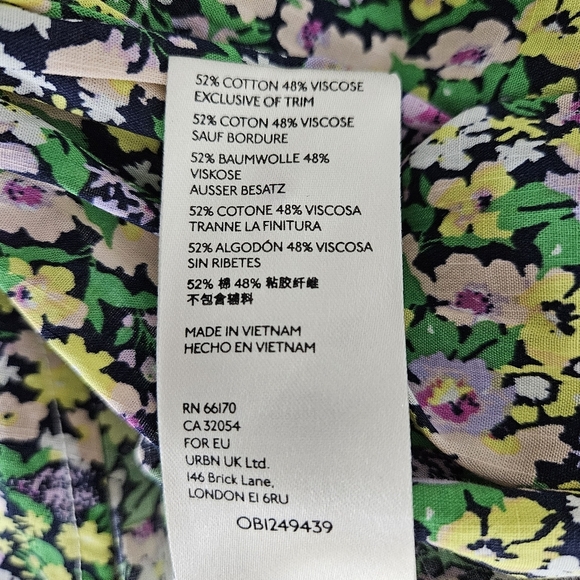 52% COTTON 48% VISCOSE
EXCLUSIVE OF TRIM
52% COTON 48% VISCOSE
SAUF BORDURE
52% BAUMWOLLE 48%
VISKOSE
AUSSER BESATZ
52% COTONE 48% VISCOSA
TRANNE LA FINITURA
52% ALGODÓN 48% VISCOSA
SIN RIBETES
52% 棉 48% 粘胶纤维
不包含辅料
MADE IN VIETNAM
HECHO EN VIETNAM
RN 66170
CA 32054
FOR EU
URBN UK Ltd.
146 Brick Lane,
LONDON E1 6RU
OB1249439